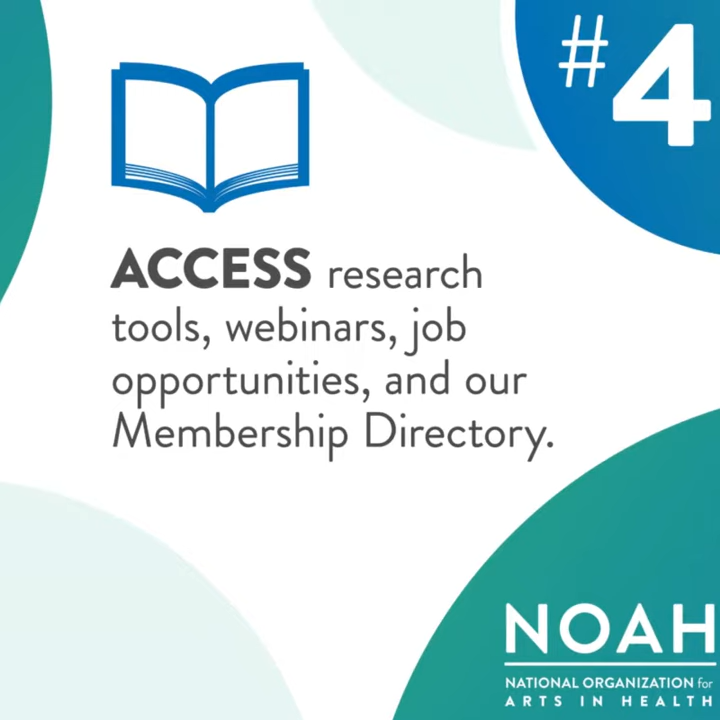 #4
ACCESS research
tools, webinars, job
opportunities, and our
Membership Directory.
NOAH
NATIONAL ORGANIZATION for
ARTS IN HEALTH